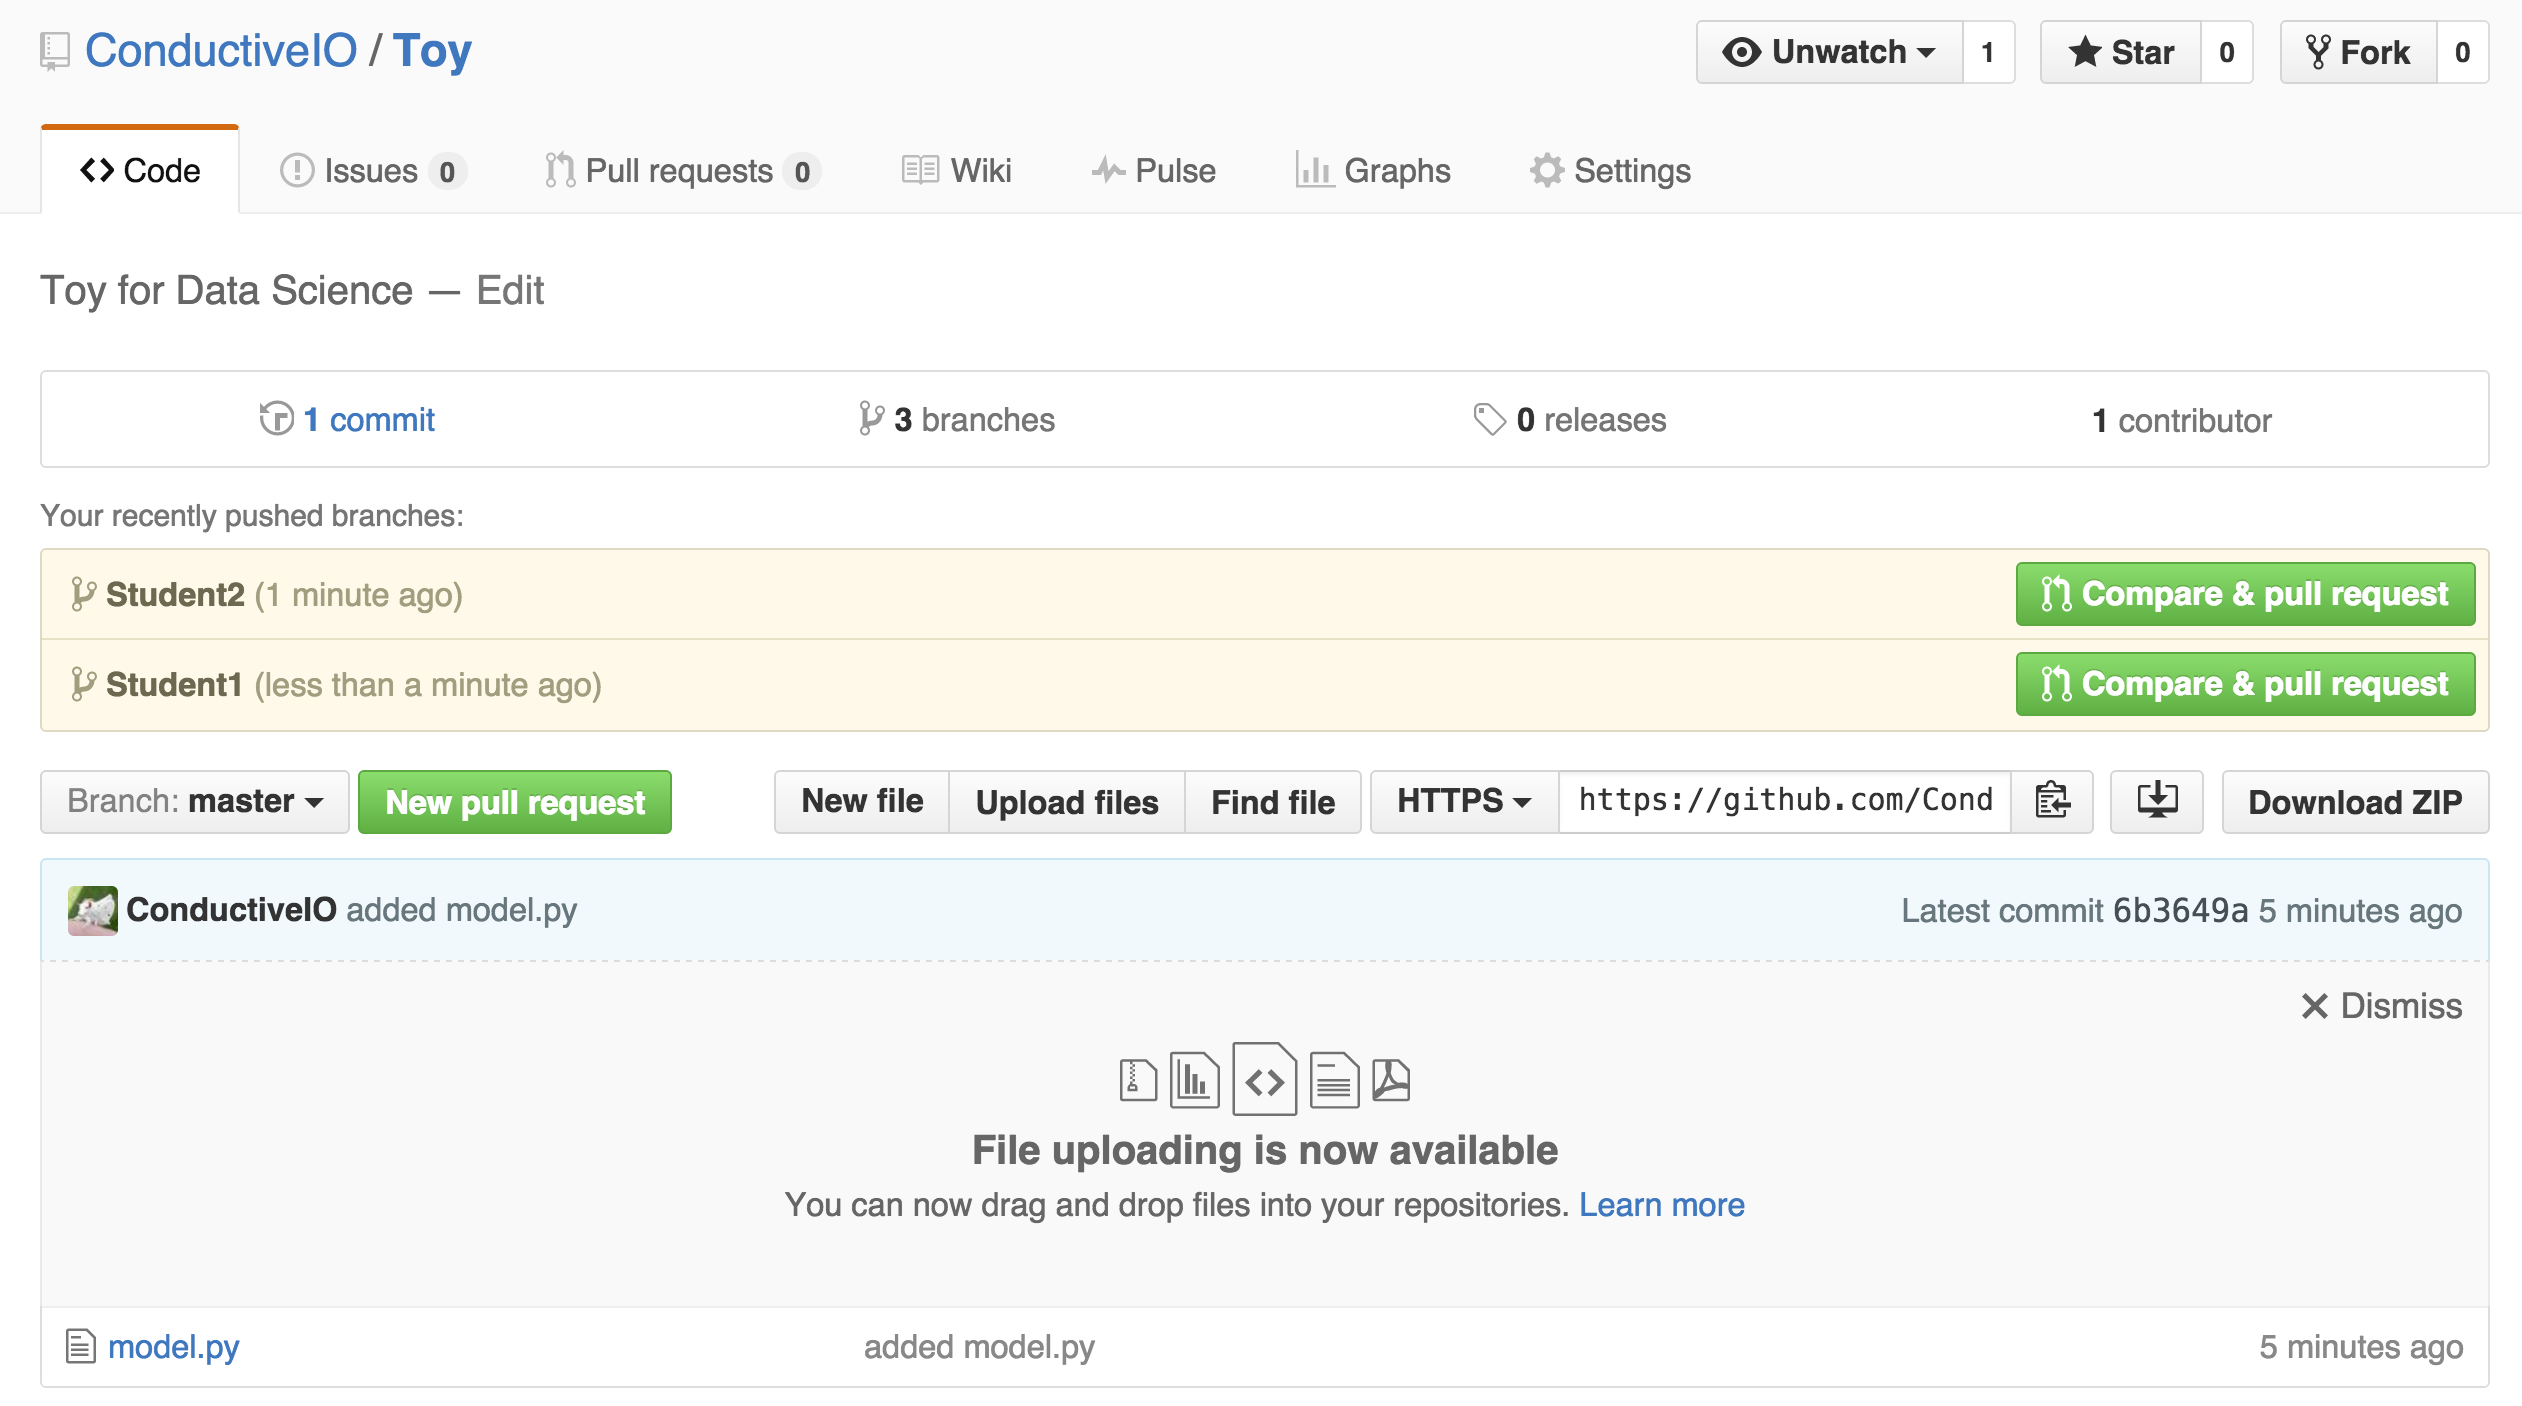 ConductiveIO / Toy
Unwatch 1 Star 0 Fork 0
Code Issues 0 Pull requests 0 Wiki Pulse Graphs Settings
Toy for Data Science — Edit
1 commit 3 branches 0 releases 1 contributor
Your recently pushed branches:
Student2 (1 minute ago) Compare & pull request
Student1 (less than a minute ago) Compare & pull request
Branch: master New pull request New file Upload files Find file HTTPS https://github.com/Cond Download ZIP
ConductiveIO added model.py Latest commit 6b3649a 5 minutes ago
Dismiss
File uploading is now available
You can now drag and drop files into your repositories. Learn more
model.py added model.py 5 minutes ago